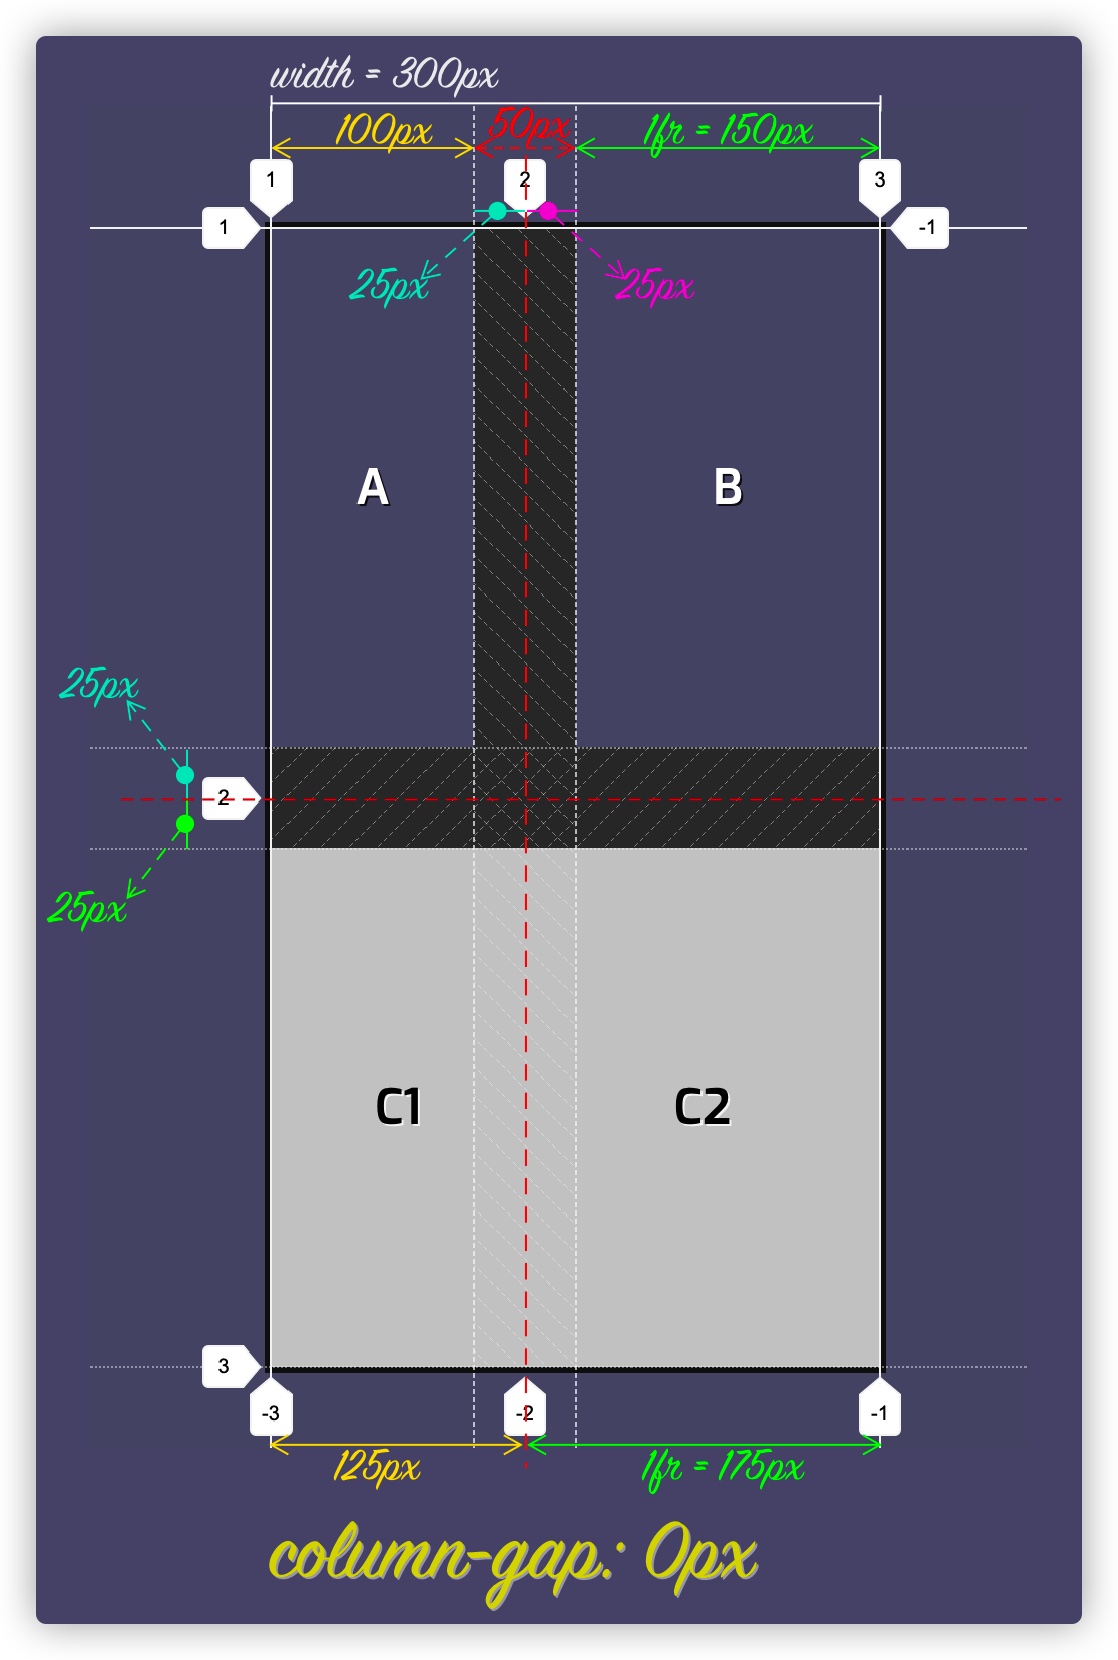 width = 300px
100px 50px 1fr = 150px
1 2 3
1 -1
25px 25px
A B
25px
2
25px
C1 C2
3
-3 -2 -1
125px 1fr = 175px
column-gap: 0px